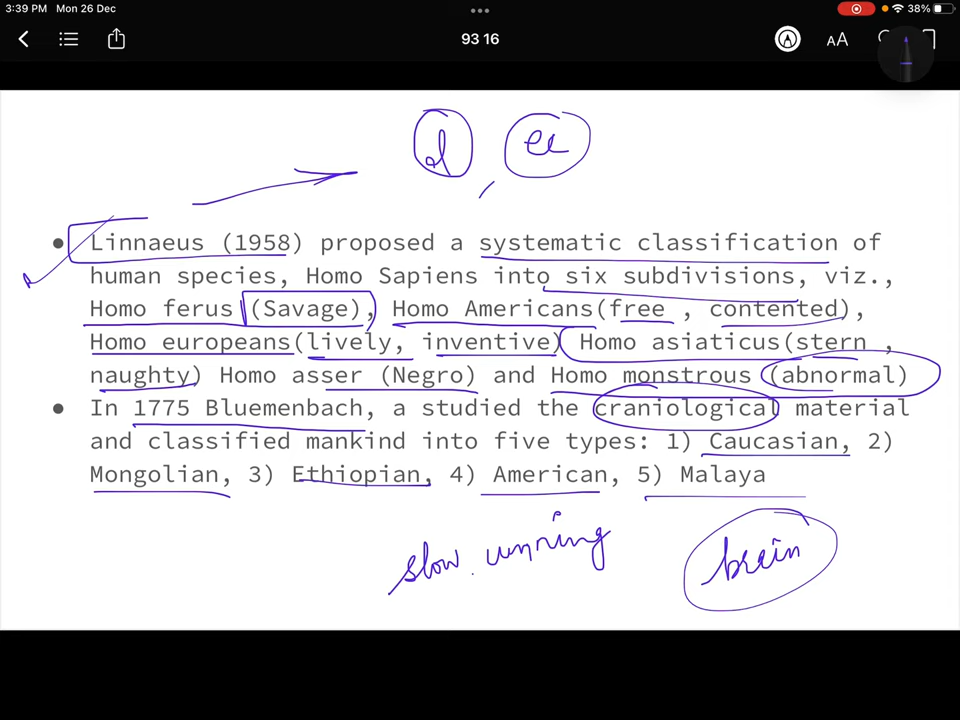 3:39 PM Mon 26 Dec
38%
93 16
AA
Linnaeus (1958) proposed a systematic classification of
human species, Homo Sapiens into six subdivisions, viz.,
Homo ferus (Savage), Homo Americans(free , contented),
Homo europeans(lively, inventive) Homo asiaticus(stern ,
naughty) Homo asser (Negro) and Homo monstrous (abnormal)
In 1775 Bluemenbach, a studied the craniological material
and classified mankind into five types: 1) Caucasian, 2)
Mongolian, 3) Ethiopian, 4) American, 5) Malaya
slow
brain